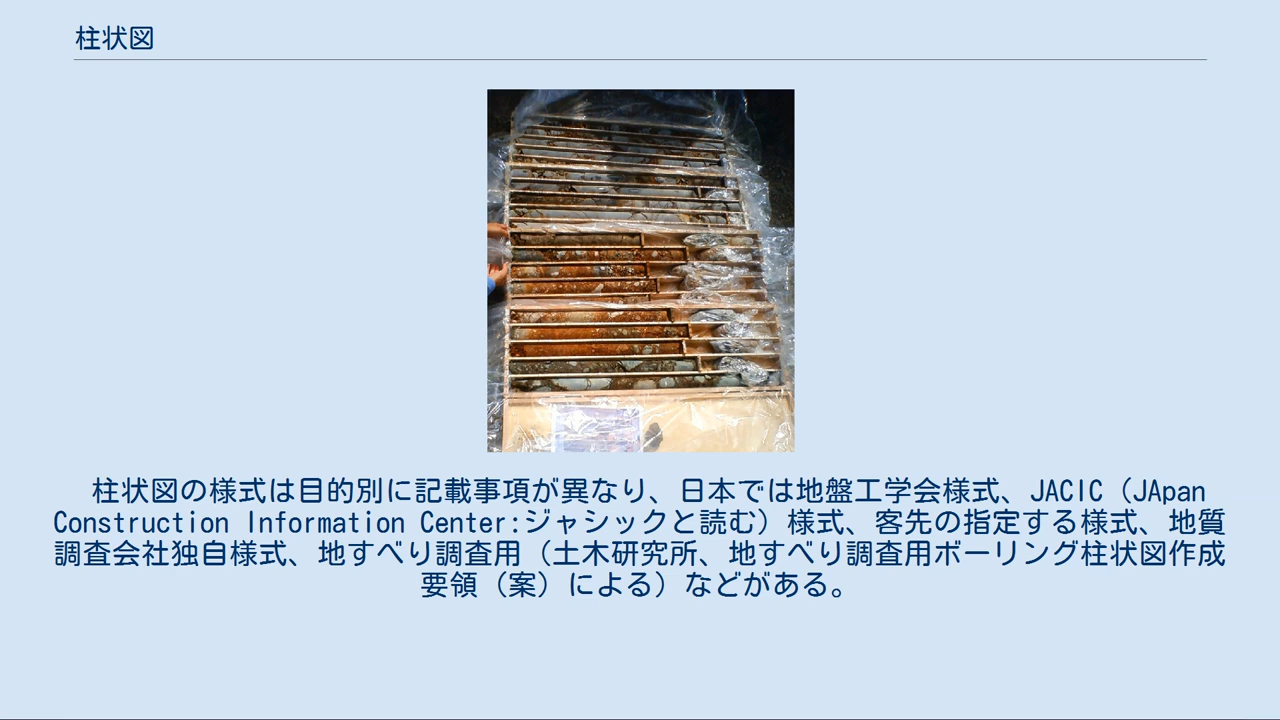 柱状図
柱状図の様式は目的別に記載事項が異なり、日本では地盤工学会様式、JACIC（JApan
Construction Information Center:ジャシックと読む）様式、客先の指定する様式、地質
調査会社独自様式、地すべり調査用（土木研究所、地すべり調査用ボーリング柱状図作成
要領（案）による）などがある。